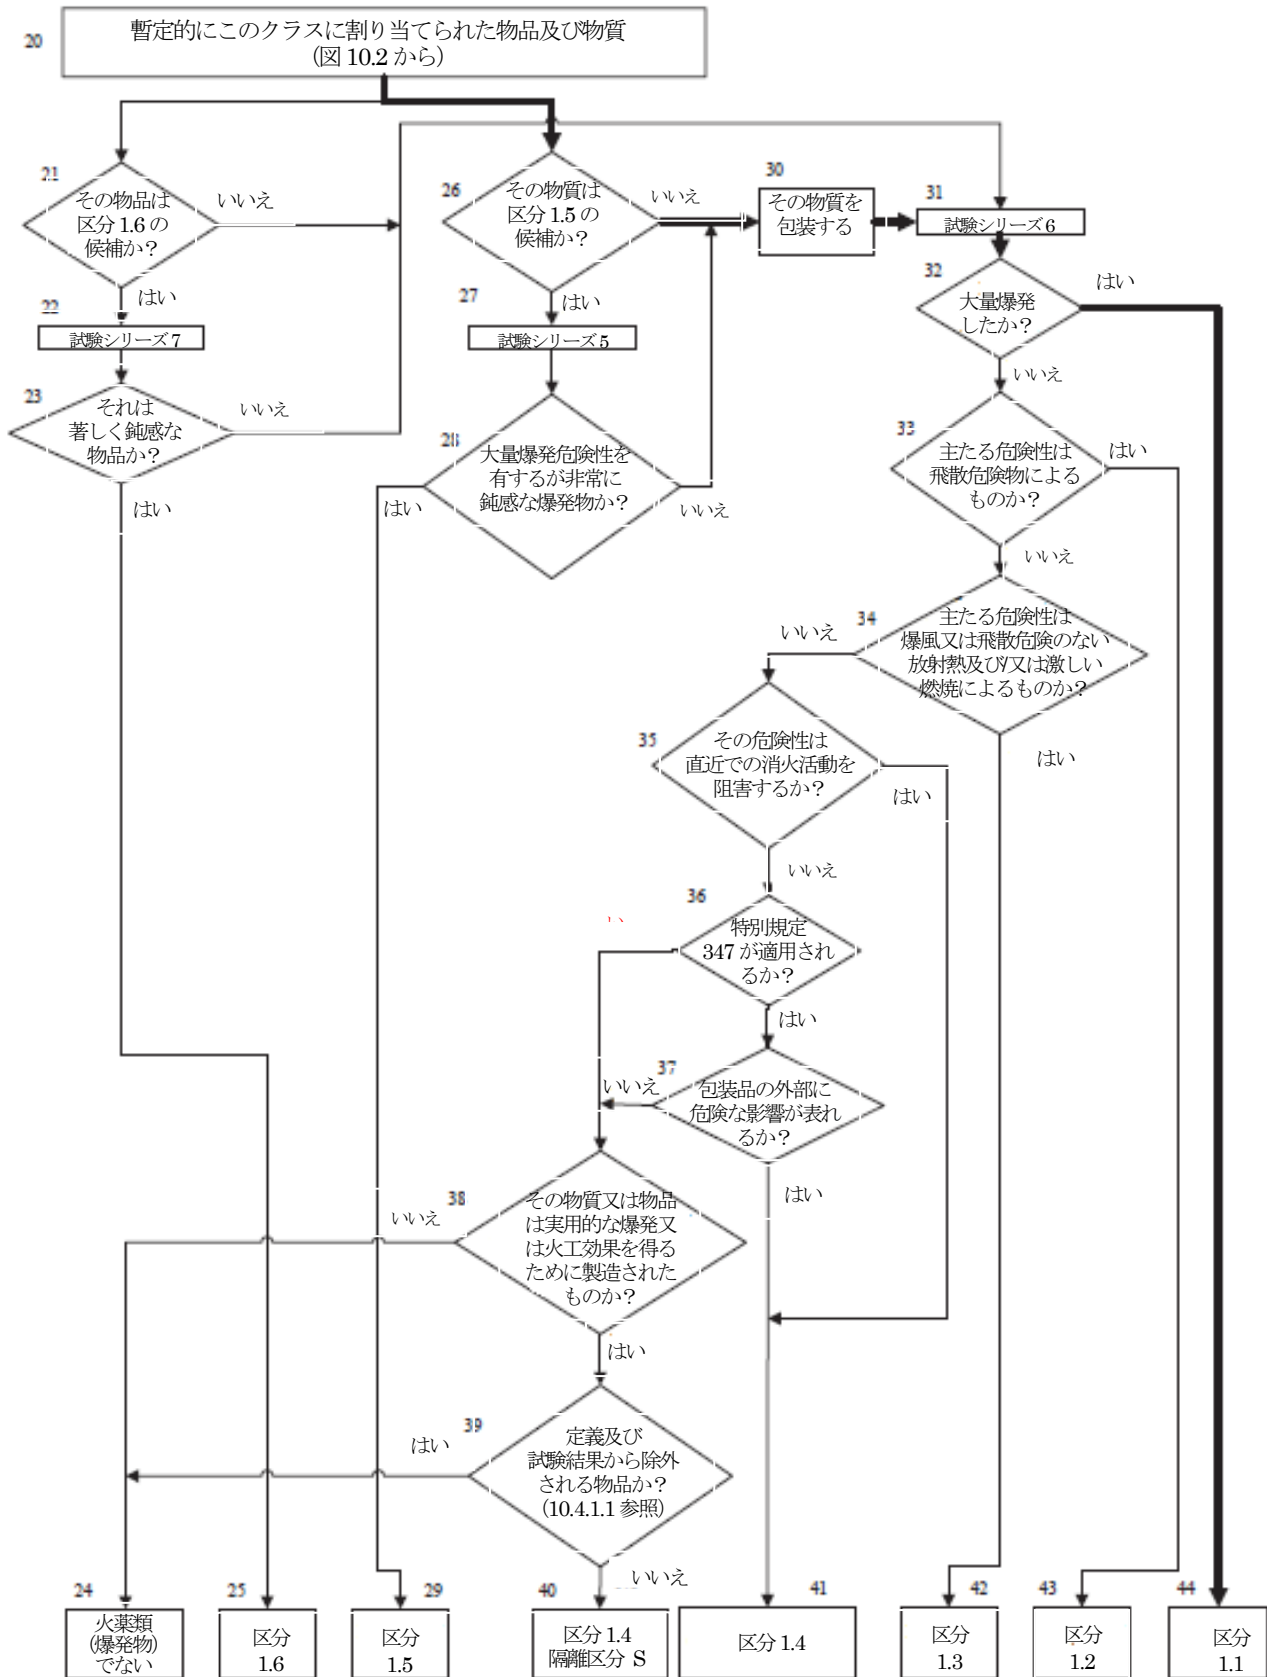 20
暫定的にこのクラスに割り当てられた物品及び物質
(図 10.2 から)
21
その物品は
区分 1.6 の
候補か？
いいえ
はい
22
試験シリーズ 7
23
それは
著しく鈍感な
物品か？
いいえ
はい
26
その物質は
区分 1.5 の
候補か？
いいえ
はい
27
試験シリーズ 5
28
大量爆発危険性を
有するが非常に
鈍感な爆発物か？
はい
いいえ
30
その物質を
包装する
31
試験シリーズ 6
32
大量爆発
したか？
はい
いいえ
33
主たる危険性は
飛散危険物による
ものか？
はい
いいえ
34
主たる危険性は
爆風又は飛散危険のない
放射熱及び/又は激しい
燃焼によるものか？
いいえ
はい
35
その危険性は
直近での消火活動を
阻害するか？
はい
いいえ
36
特別規定
347 が適用され
るか？
はい
37
包装品の外部に
危険な影響が表れ
るか？
いいえ
はい
38
その物質又は物品
は実用的な爆発又
は火工効果を得る
ために製造された
ものか？
いいえ
はい
39
定義及び
試験結果から除外
される物品か？
(10.4.1.1 参照)
はい
いいえ
24
火薬類
(爆発物)
でない
25
区分
1.6
29
区分
1.5
40
区分 1.4
隔離区分 S
41
区分 1.4
42
区分
1.3
43
区分
1.2
44
区分
1.1